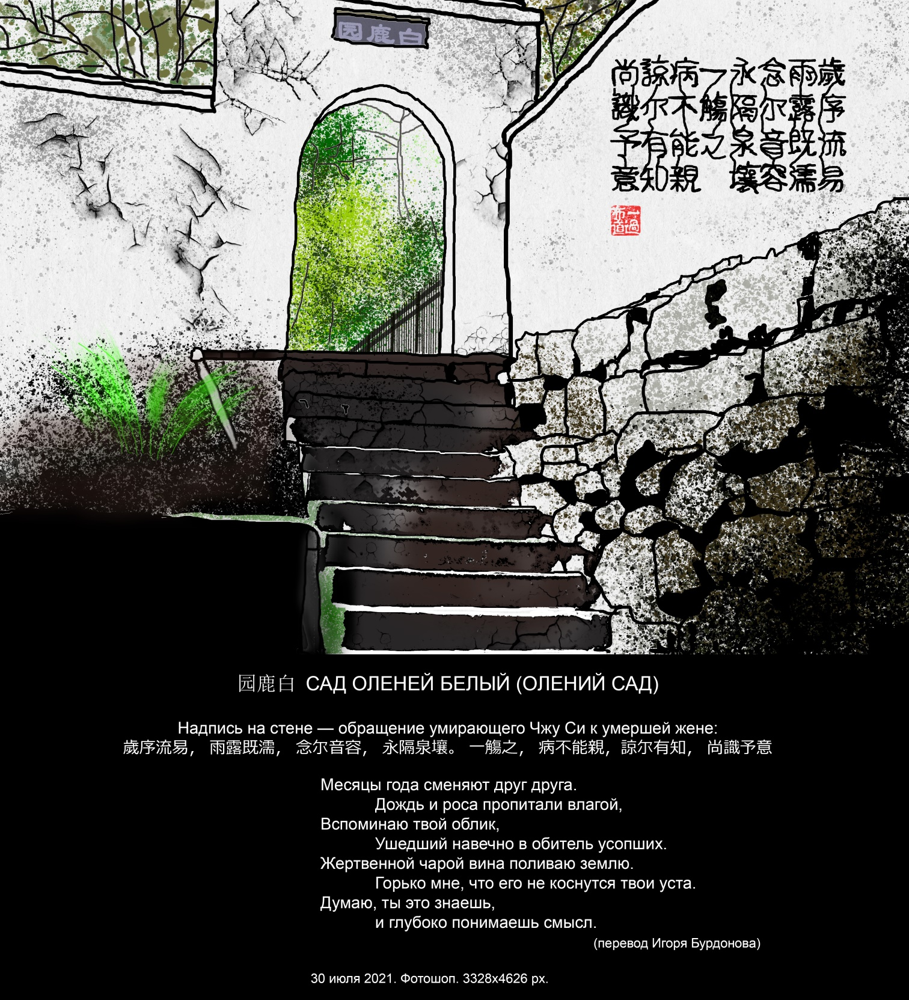 园鹿白
歲序流易
雨露既濡
念尔音容
永隔泉壤
一觴之
病不能親
諒尔有知
尚識予意
一過
布道
园鹿白 САД ОЛЕНЕЙ БЕЛЫЙ (ОЛЕНИЙ САД)
Надпись на стене — обращение умирающего Чжу Си к умершей жене:
歲序流易， 雨露既濡， 念尔音容， 永隔泉壤。 一觴之， 病不能親，諒尔有知， 尚識予意
Месяцы года сменяют друг друга.
Дождь и роса пропитали влагой,
Вспоминаю твой облик,
Ушедший навечно в обитель усопших.
Жертвенной чарой вина поливаю землю.
Горько мне, что его не коснутся твои уста.
Думаю, ты это знаешь,
и глубоко понимаешь смысл.
(перевод Игоря Бурдонова)
30 июля 2021. Фотошоп. 3328x4626 px.